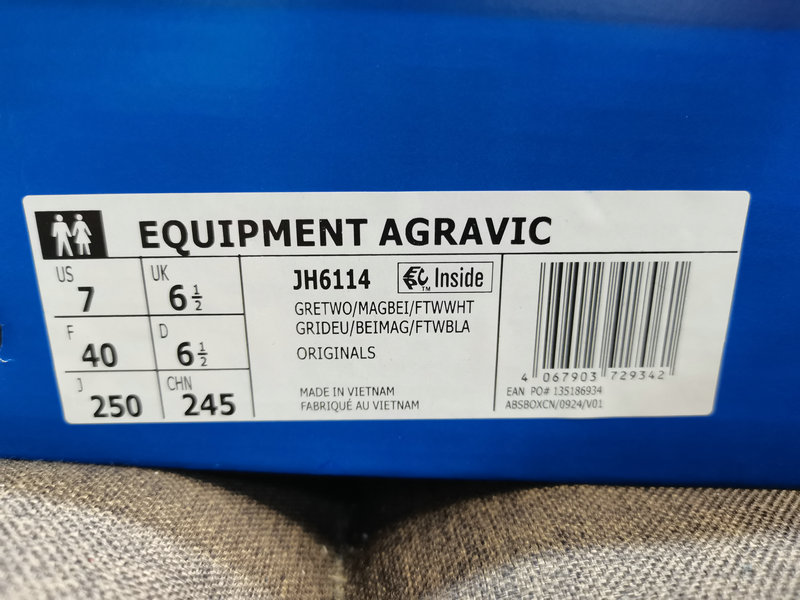 EQUIPMENT AGRAVIC
US
7
UK
6 1/2
F
40
D
6 1/2
J
250
CHN
245
JH6114
Inside
TM
GRETWO/MAGBEI/FTWWHT
GRIDEU/BEIMAG/FTWBLA
ORIGINALS
MADE IN VIETNAM
FABRIQUÉ AU VIETNAM
4 067903 729342
EAN PO# 135186934
ABSBOXCN/0924/V01